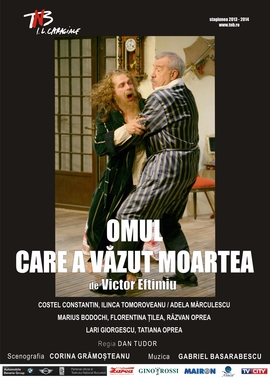 TNB
I. L. CARAGIALE
stagiunea 2013 - 2014
www.tnb.ro
OMUL
CARE A VĂZUT MOARTEA
de Victor Eftimiu
COSTEL CONSTANTIN, ILINCA TOMOROVEANU / ADELA MĂRCULESCU
MARIUS BODOCHI, FLORENTINA ȚILEA, RĂZVAN OPREA
LARI GIORGESCU, TATIANA OPREA
Regia DAN TUDOR
Scenografia CORINA GRĂMOȘTEANU Muzica GABRIEL BASARABESCU
GINO ROSSI MAIRON TV CITY